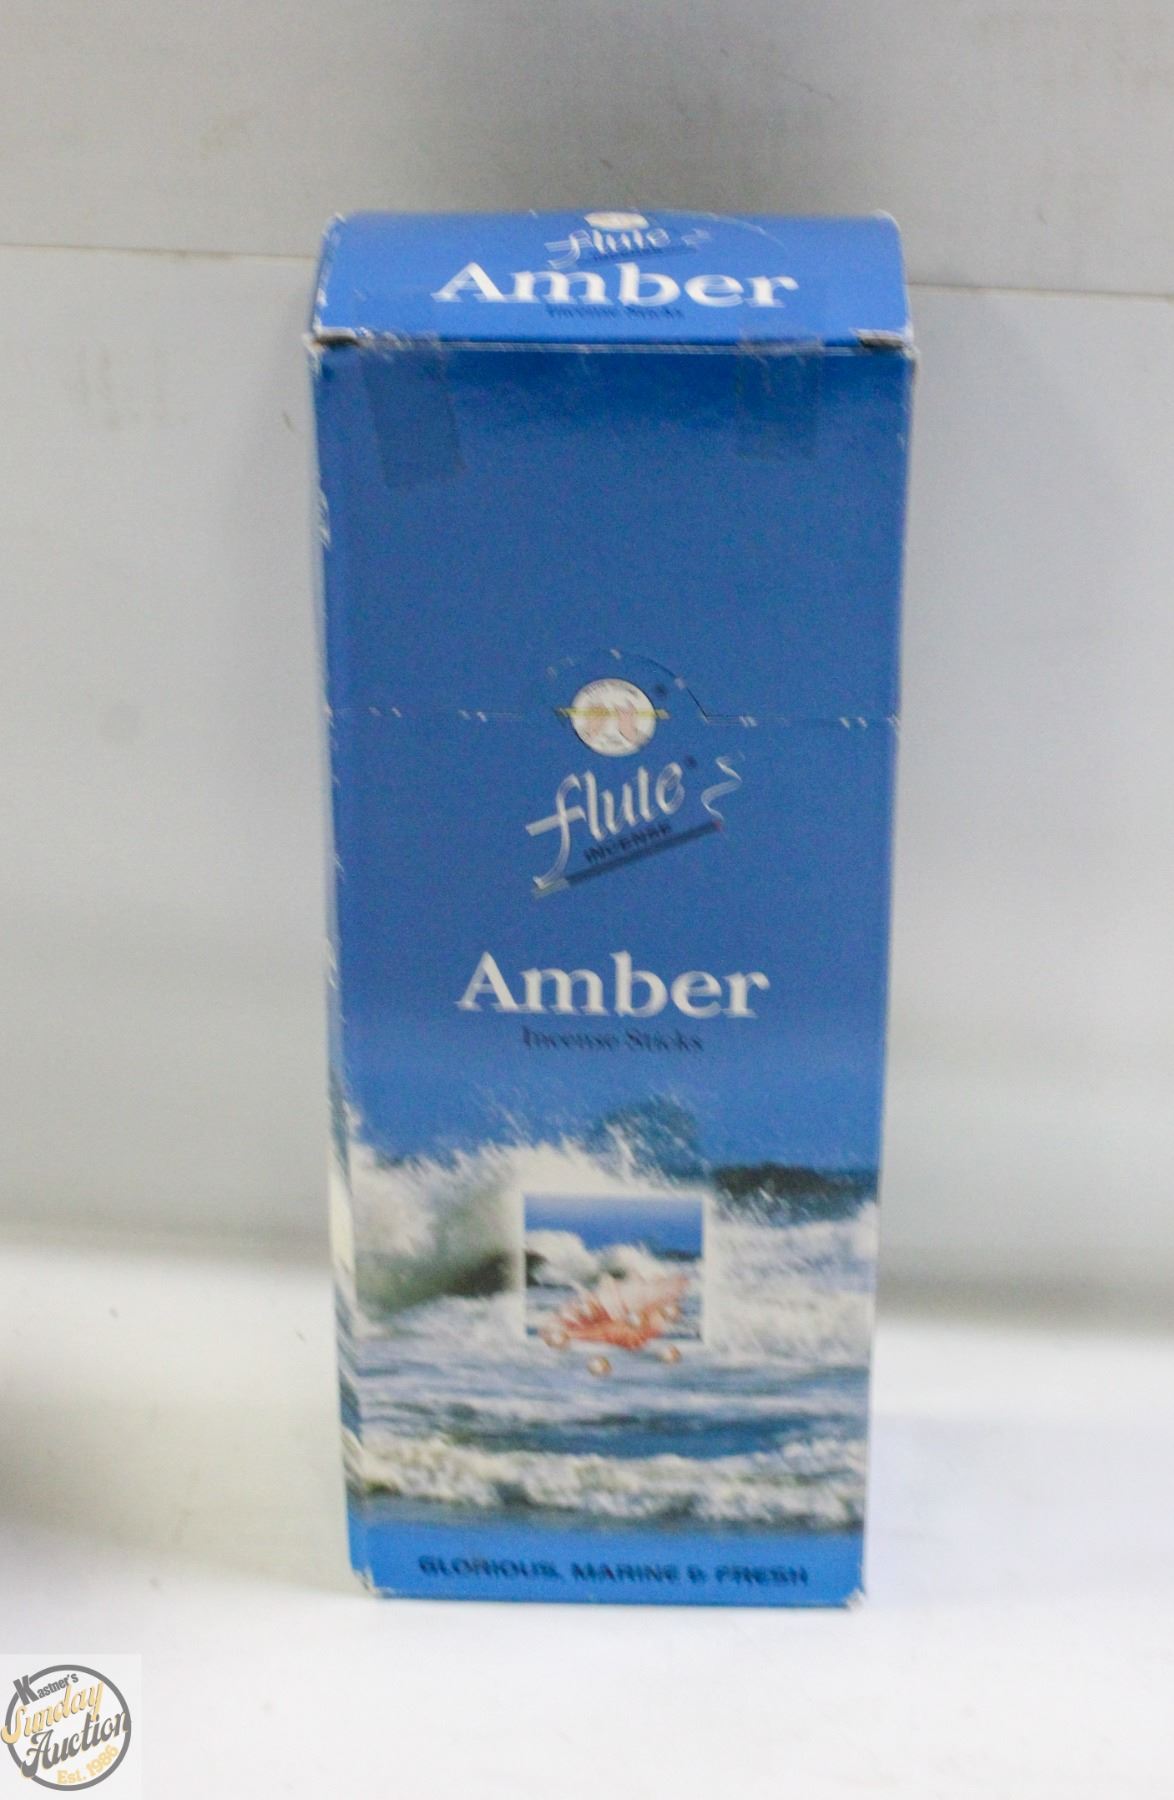 flute
Amber
Incense Sticks
flute®
INCENSE
Amber
Incense Sticks
GLORIOUS, MARINE & FRESH
Kastner's
Sunday
Auction
Est. 1986